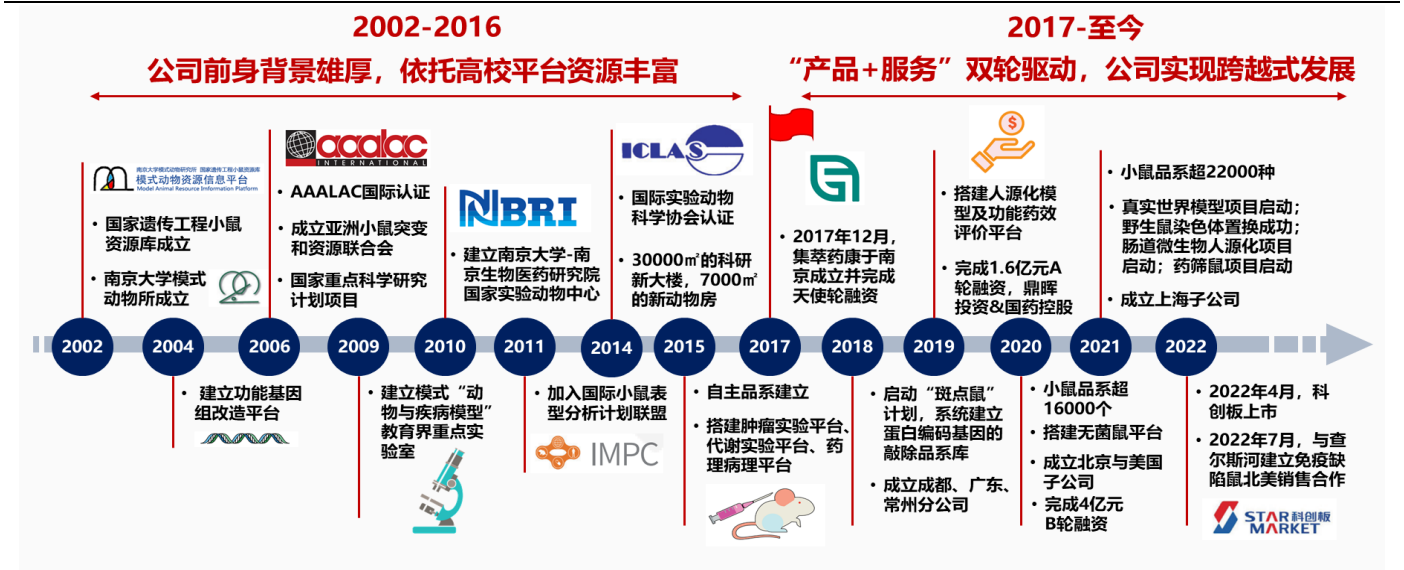 2002-2016
公司前身背景雄厚，依托高校平台资源丰富
2017-至今
“产品+服务”双轮驱动，公司实现跨越式发展
南京大学模式动物研究所 国家遗传工程小鼠资源库
模式动物资源信息平台
Model Animal Resource Imformation Platform
• 国家遗传工程小鼠
资源库成立
• 南京大学模式
动物所成立
aaalac
INTERNATIONAL
• AAALAC国际认证
• 成立亚洲小鼠突变
和资源联合会
• 国家重点科学研究
计划项目
NBRI
• 建立南京大学-南
京生物医药研究院
国家实验动物中心
ICLAS
• 国际实验动物
科学协会认证
• 30000㎡的科研
新大楼，7000㎡
的新动物房
• 2017年12月，
集萃药康于南
京成立并完成
天使轮融资
• 搭建人源化模
型及功能药效
评价平台
• 完成1.6亿元A
轮融资，鼎晖
投资&国药控股
• 小鼠品系超22000种
• 真实世界模型项目启动；
野生鼠染色体置换成功；
肠道微生物人源化项目
启动；药筛鼠项目启动
• 成立上海子公司
2002
2004
2006
2009
2010
2011
2014
2015
2017
2018
2019
2020
2021
2022
• 建立功能基因
组改造平台
• 建立模式“动
物与疾病模型”
教育界重点实
验室
• 加入国际小鼠表
型分析计划联盟
IMPC
• 自主品系建立
• 搭建肿瘤实验平台、
代谢实验平台、药
理病理平台
• 启动“斑点鼠”
计划，系统建立
蛋白编码基因的
敲除品系库
• 成立成都、广东、
常州分公司
• 小鼠品系超
16000个
• 搭建无菌鼠平台
• 成立北京与美国
子公司
• 完成4亿元
B轮融资
• 2022年4月，科
创板上市
• 2022年7月，与查
尔斯河建立免疫缺
陷鼠北美销售合作
STAR科创板
MARKET